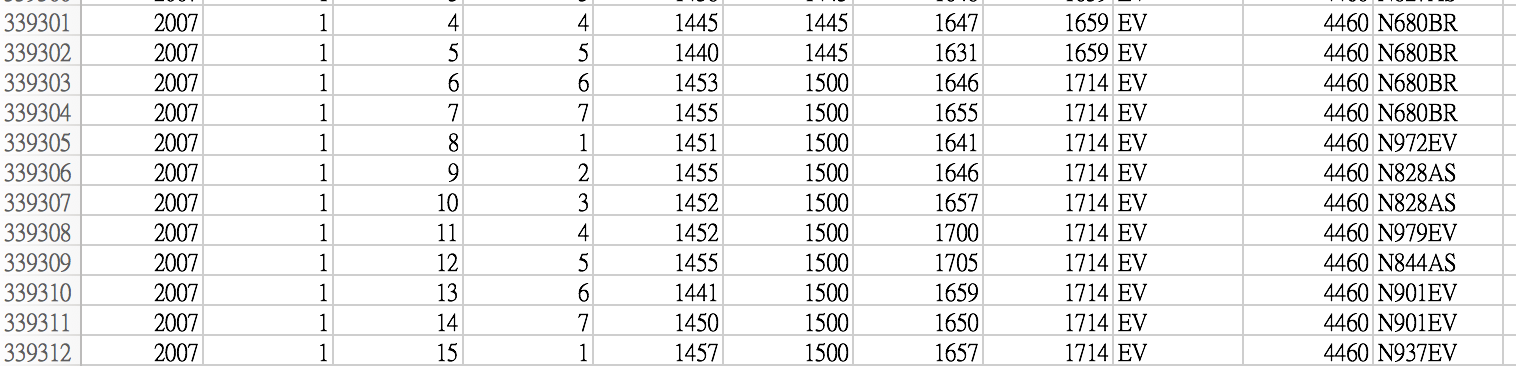 339301 2007 1 4 4 1445 1445 1647 1659 EV 4460 N680BR
339302 2007 1 5 5 1440 1445 1631 1659 EV 4460 N680BR
339303 2007 1 6 6 1453 1500 1646 1714 EV 4460 N680BR
339304 2007 1 7 7 1455 1500 1655 1714 EV 4460 N680BR
339305 2007 1 8 1 1451 1500 1641 1714 EV 4460 N972EV
339306 2007 1 9 2 1455 1500 1646 1714 EV 4460 N828AS
339307 2007 1 10 3 1452 1500 1657 1714 EV 4460 N828AS
339308 2007 1 11 4 1452 1500 1700 1714 EV 4460 N979EV
339309 2007 1 12 5 1455 1500 1705 1714 EV 4460 N844AS
339310 2007 1 13 6 1441 1500 1659 1714 EV 4460 N901EV
339311 2007 1 14 7 1450 1500 1650 1714 EV 4460 N901EV
339312 2007 1 15 1 1457 1500 1657 1714 EV 4460 N937EV